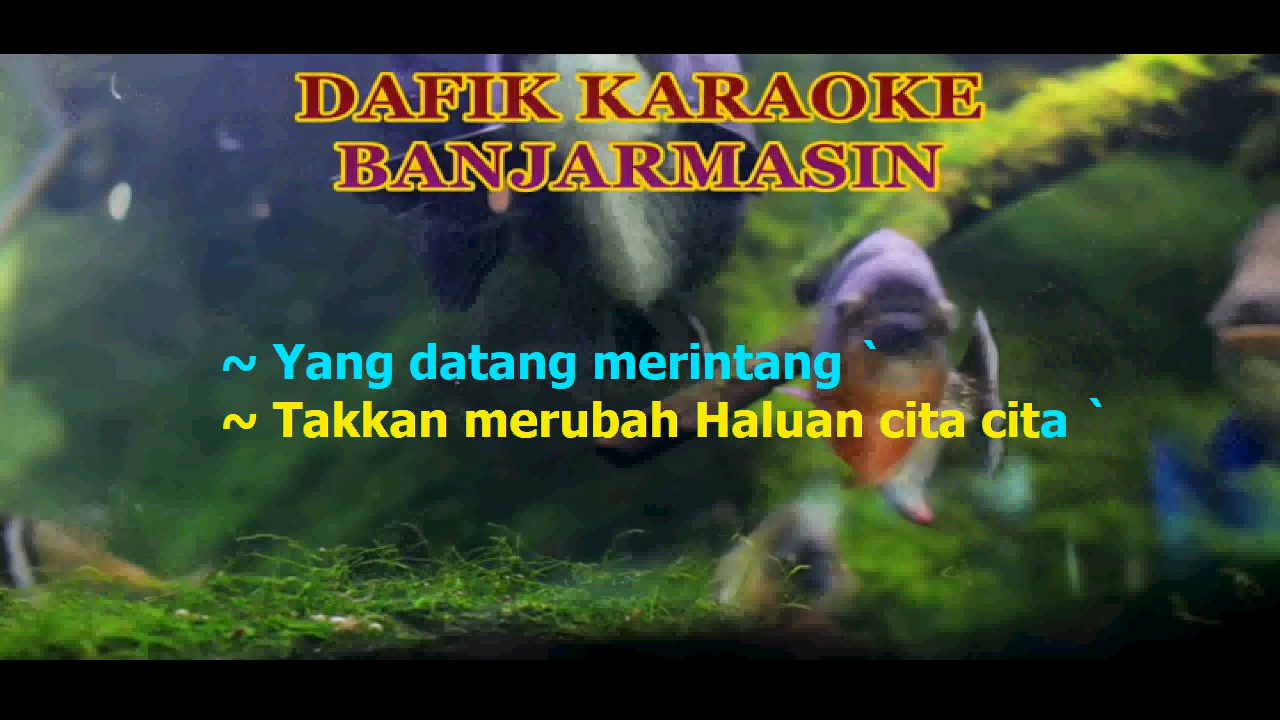 DAFIK KARAOKE
BANJARMASIN
~ Yang datang merintang `
~ Takkan merubah Haluan cita cita `